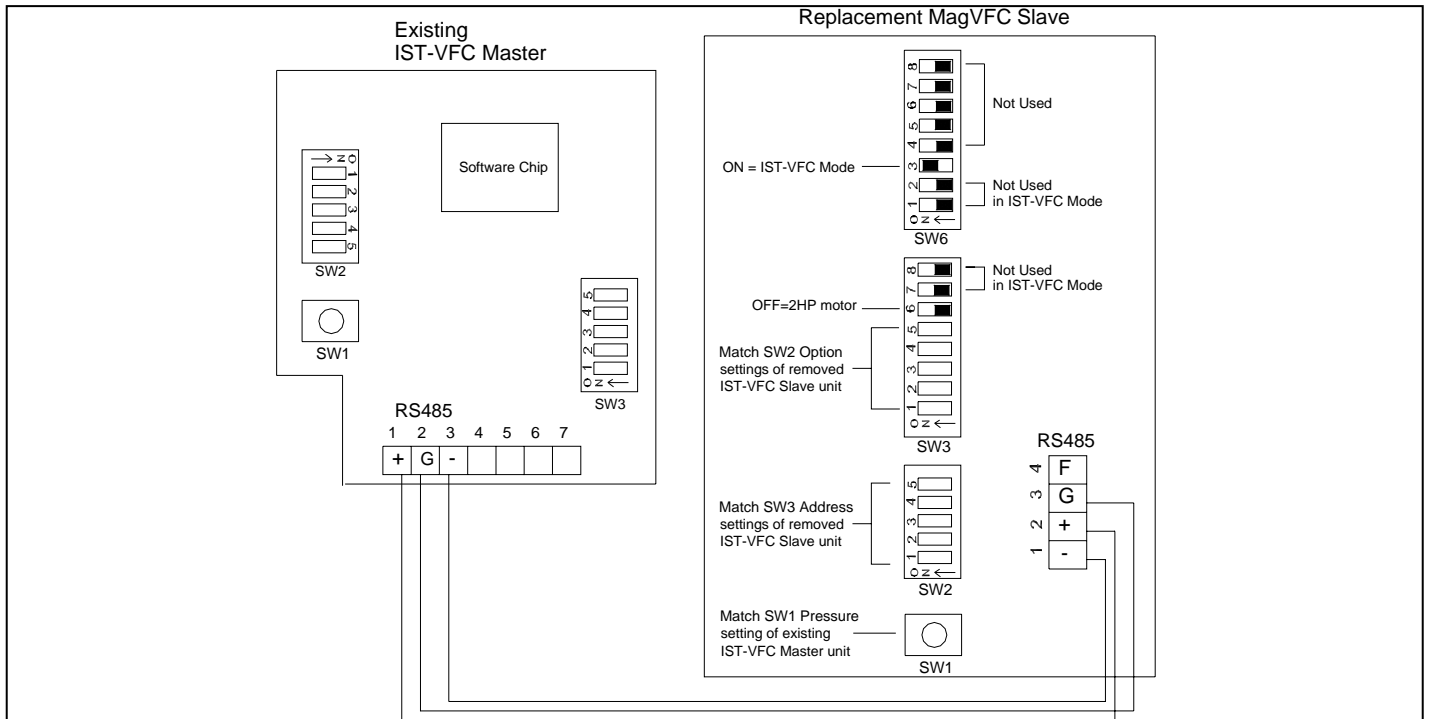 Existing
IST-VFC Master
Software Chip
→ ON
1
2
3
4
5
SW2
SW1
5
4
3
2
1
ON ←
SW3
RS485
1 2 3 4 5 6 7
+ G -
Replacement MagVFC Slave
8
7
6
5
4
3
2
1
ON ←
SW6
Not Used
ON = IST-VFC Mode
Not Used
in IST-VFC Mode
8
7
6
5
4
3
2
1
ON ←
SW3
Not Used
in IST-VFC Mode
OFF=2HP motor
Match SW2 Option
settings of removed
IST-VFC Slave unit
5
4
3
2
1
ON ←
SW2
Match SW3 Address
settings of removed
IST-VFC Slave unit
Match SW1 Pressure
setting of existing
IST-VFC Master unit
SW1
RS485
4 F
3 G
2 +
1 -